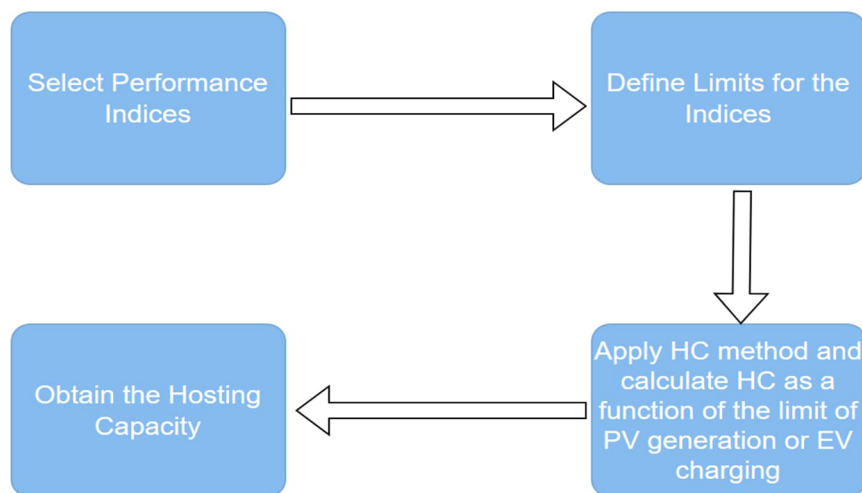 Select Performance
Indices
Define Limits for the
Indices
Apply HC method and
calculate HC as a
function of the limit of
PV generation or EV
charging
Obtain the Hosting
Capacity